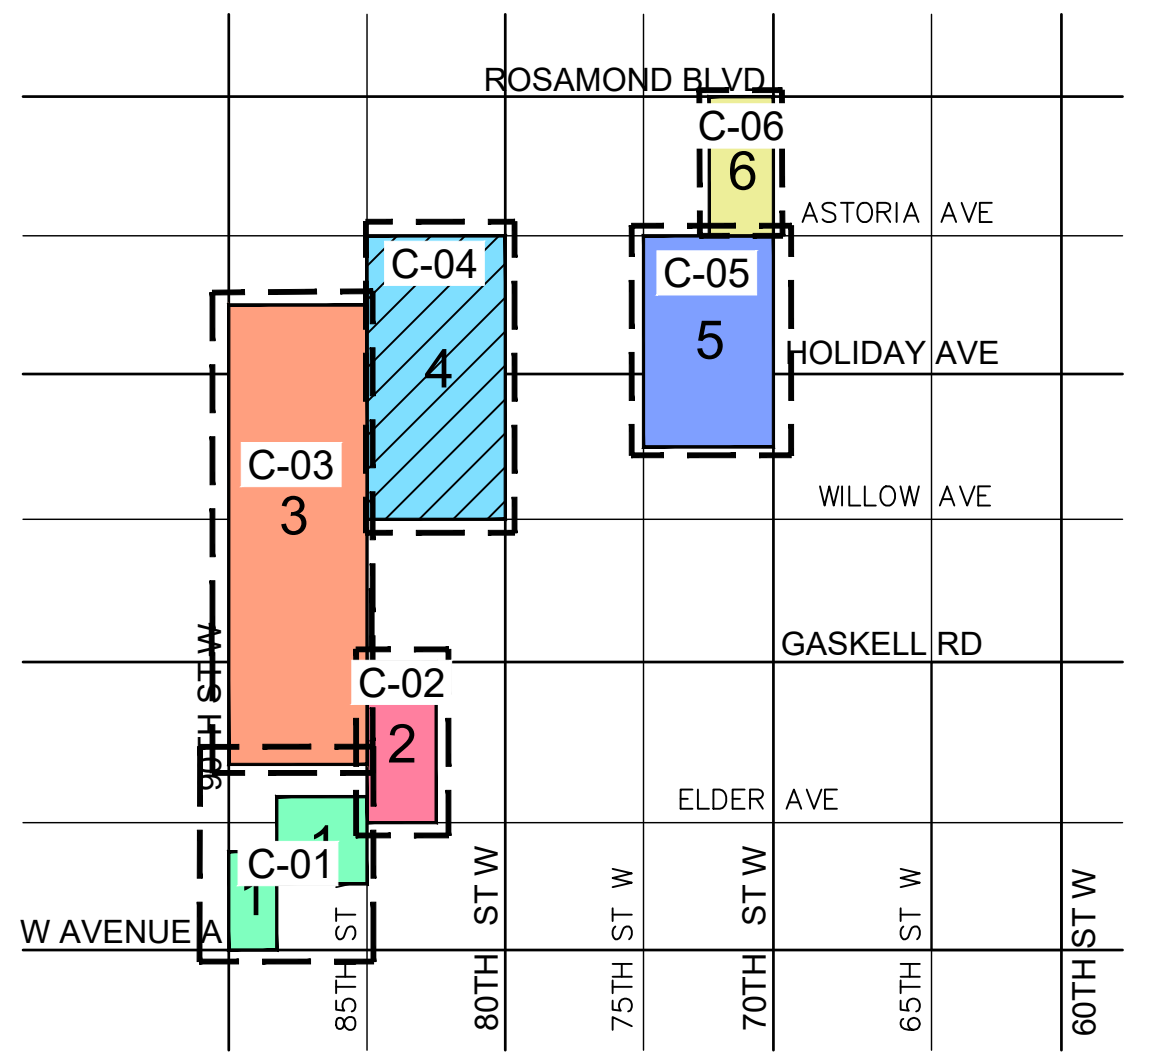 ROSAMOND BLVD
C-06
6
ASTORIA AVE
C-04
C-05
4
5
HOLIDAY AVE
C-03
3
WILLOW AVE
90TH ST W
GASKELL RD
C-02
2
ELDER AVE
1
C-01
1
W AVENUE A
85TH ST
80TH ST W
75TH ST W
70TH ST W
65TH ST W
60TH ST W